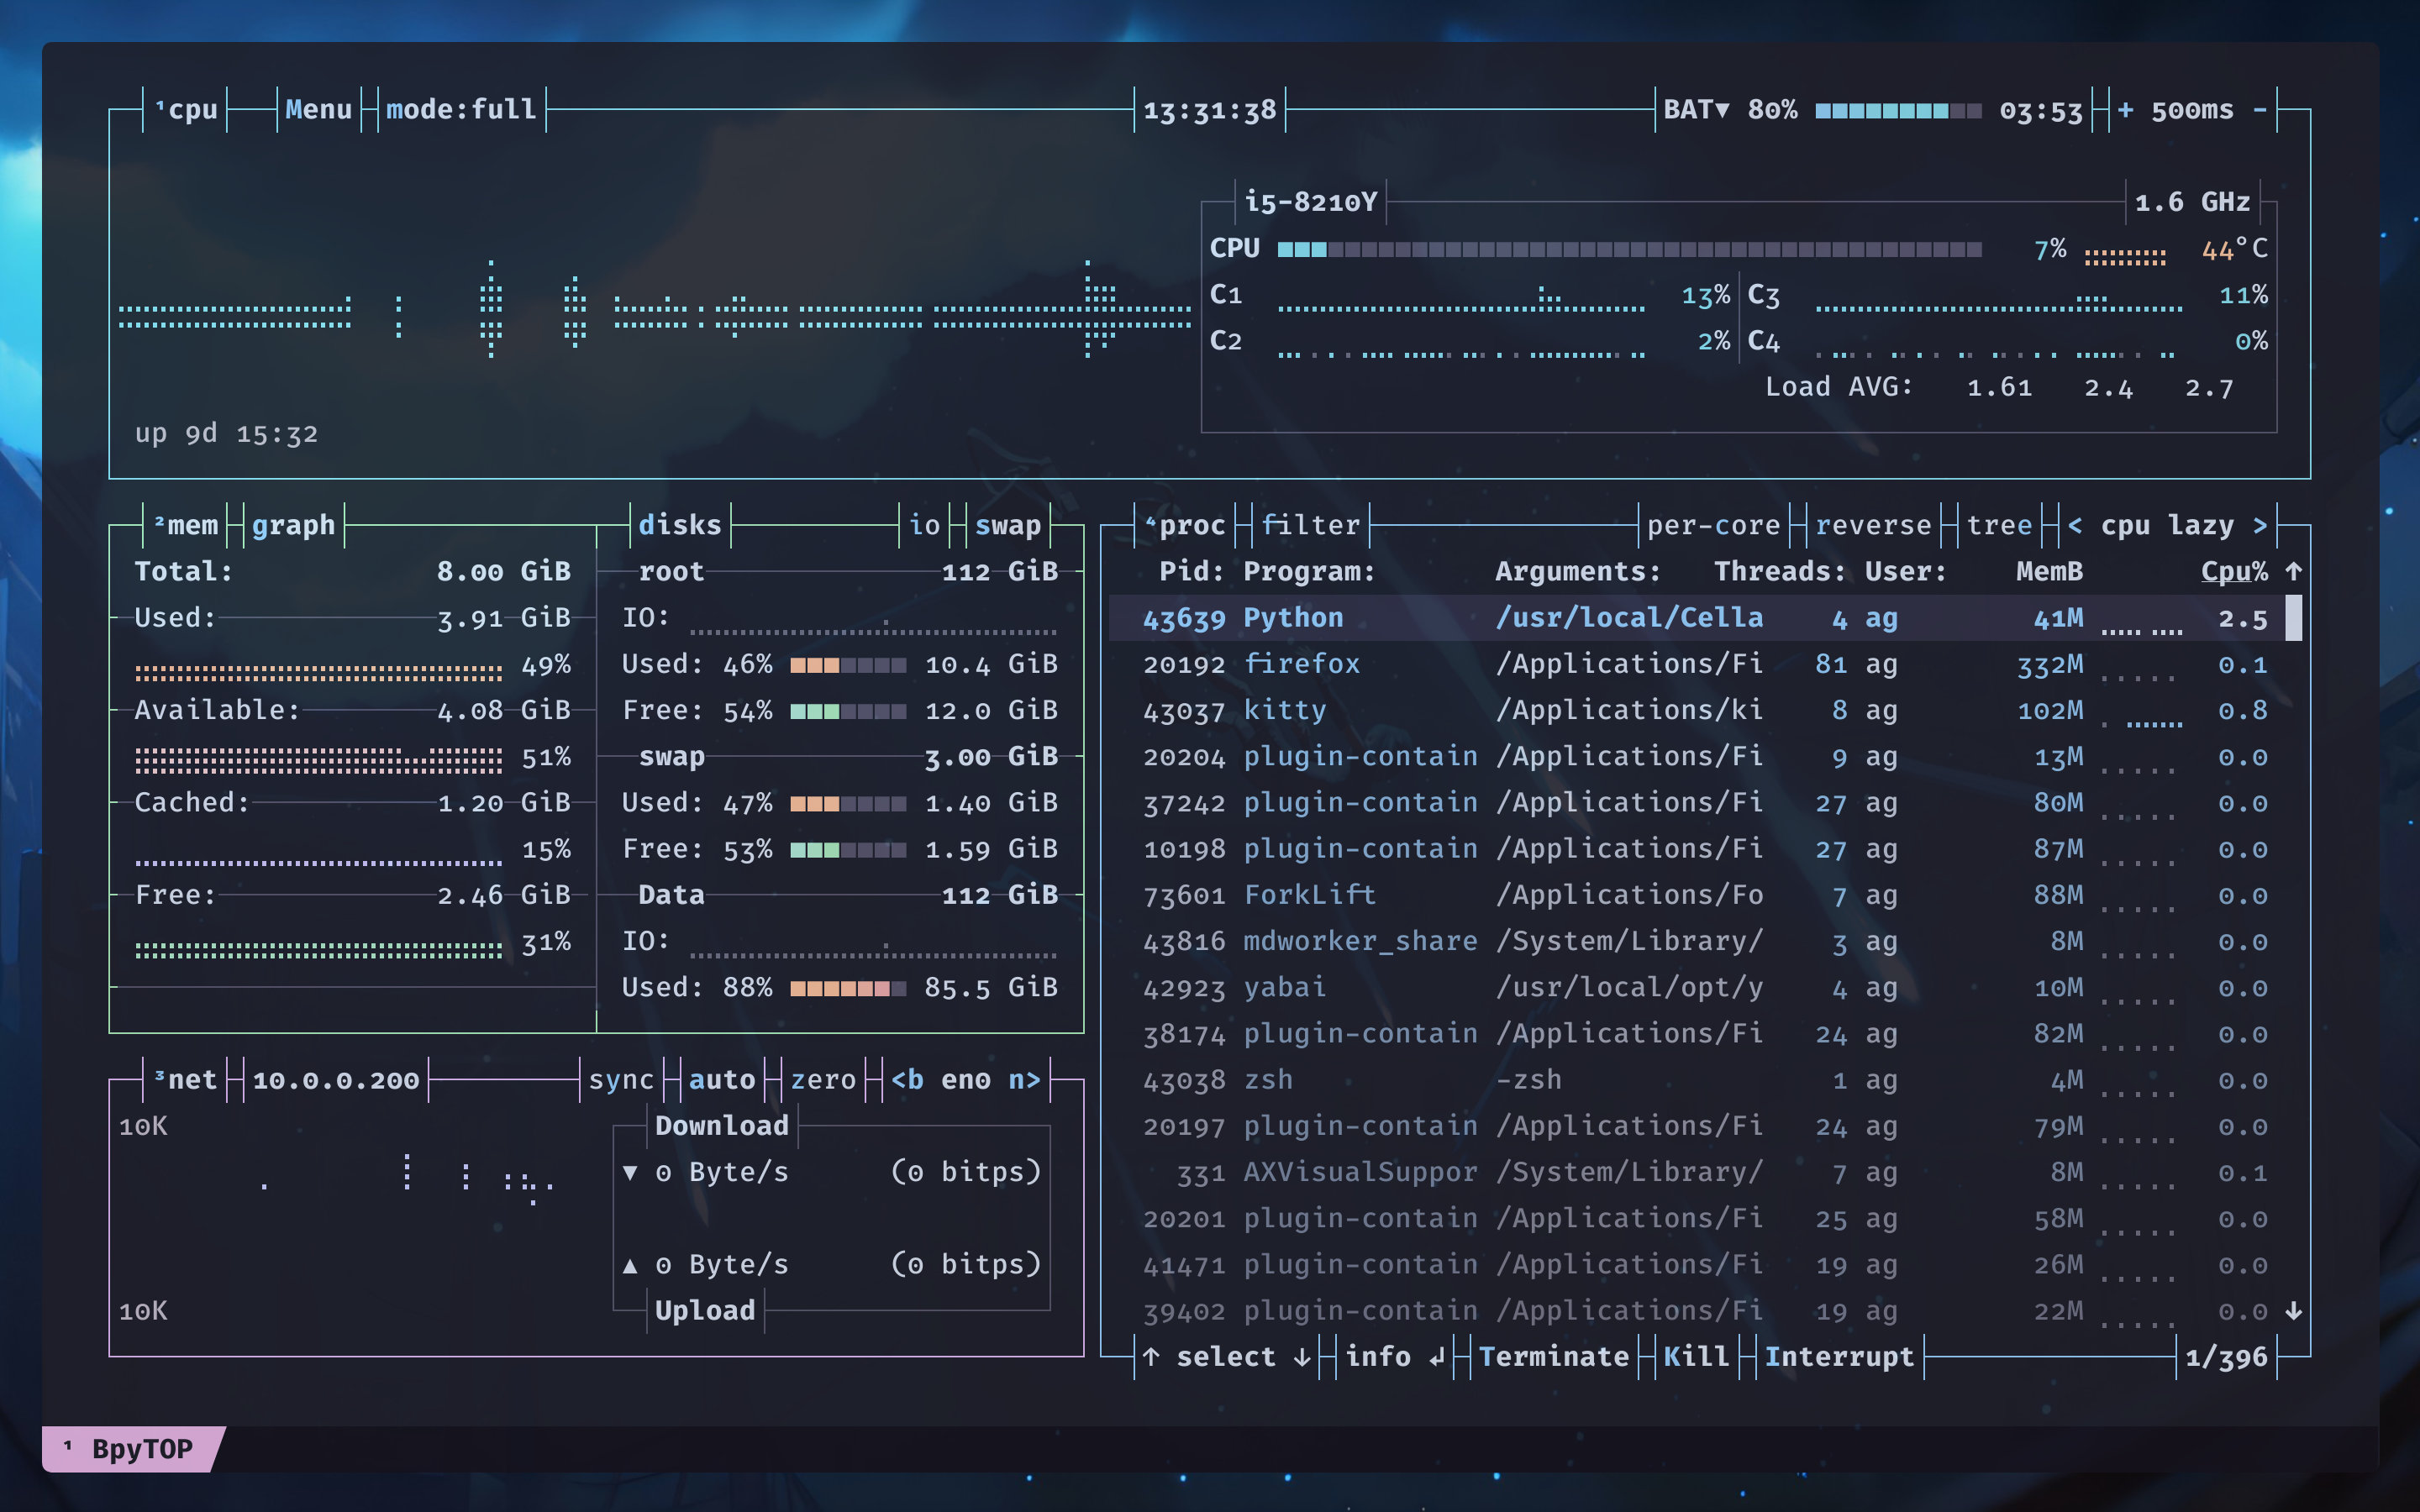 ¹cpu Menu mode:full 13:31:38 BAT▼ 80% 03:53 + 500ms -
i5-8210Y 1.6 GHz
CPU 7% 44°C
C1 13% C3 11%
C2 2% C4 0%
Load AVG: 1.61 2.4 2.7
up 9d 15:32
²mem graph disks io swap
Total: 8.00 GiB root 112 GiB
Used: 3.91 GiB IO:
49% Used: 46% 10.4 GiB
Available: 4.08 GiB Free: 54% 12.0 GiB
51% swap 3.00 GiB
Cached: 1.20 GiB Used: 47% 1.40 GiB
15% Free: 53% 1.59 GiB
Free: 2.46 GiB Data 112 GiB
31% IO:
Used: 88% 85.5 GiB
³net 10.0.0.200 sync auto zero <b en0 n>
10K Download
▼ 0 Byte/s (0 bitps)
▲ 0 Byte/s (0 bitps)
10K Upload
⁴proc filter per-core reverse tree < cpu lazy >
Pid: Program: Arguments: Threads: User: MemB Cpu% ↑
43639 Python /usr/local/Cella 4 ag 41M 2.5
20192 firefox /Applications/Fi 81 ag 332M 0.1
43037 kitty /Applications/ki 8 ag 102M 0.8
20204 plugin-contain /Applications/Fi 9 ag 13M 0.0
37242 plugin-contain /Applications/Fi 27 ag 80M 0.0
10198 plugin-contain /Applications/Fi 27 ag 87M 0.0
73601 ForkLift /Applications/Fo 7 ag 88M 0.0
43816 mdworker_share /System/Library/ 3 ag 8M 0.0
42923 yabai /usr/local/opt/y 4 ag 10M 0.0
38174 plugin-contain /Applications/Fi 24 ag 82M 0.0
43038 zsh -zsh 1 ag 4M 0.0
20197 plugin-contain /Applications/Fi 24 ag 79M 0.0
331 AXVisualSuppor /System/Library/ 7 ag 8M 0.1
20201 plugin-contain /Applications/Fi 25 ag 58M 0.0
41471 plugin-contain /Applications/Fi 19 ag 26M 0.0
39402 plugin-contain /Applications/Fi 19 ag 22M 0.0 ↓
↑ select ↓ info ↲ Terminate Kill Interrupt 1/396
¹ BpyTOP